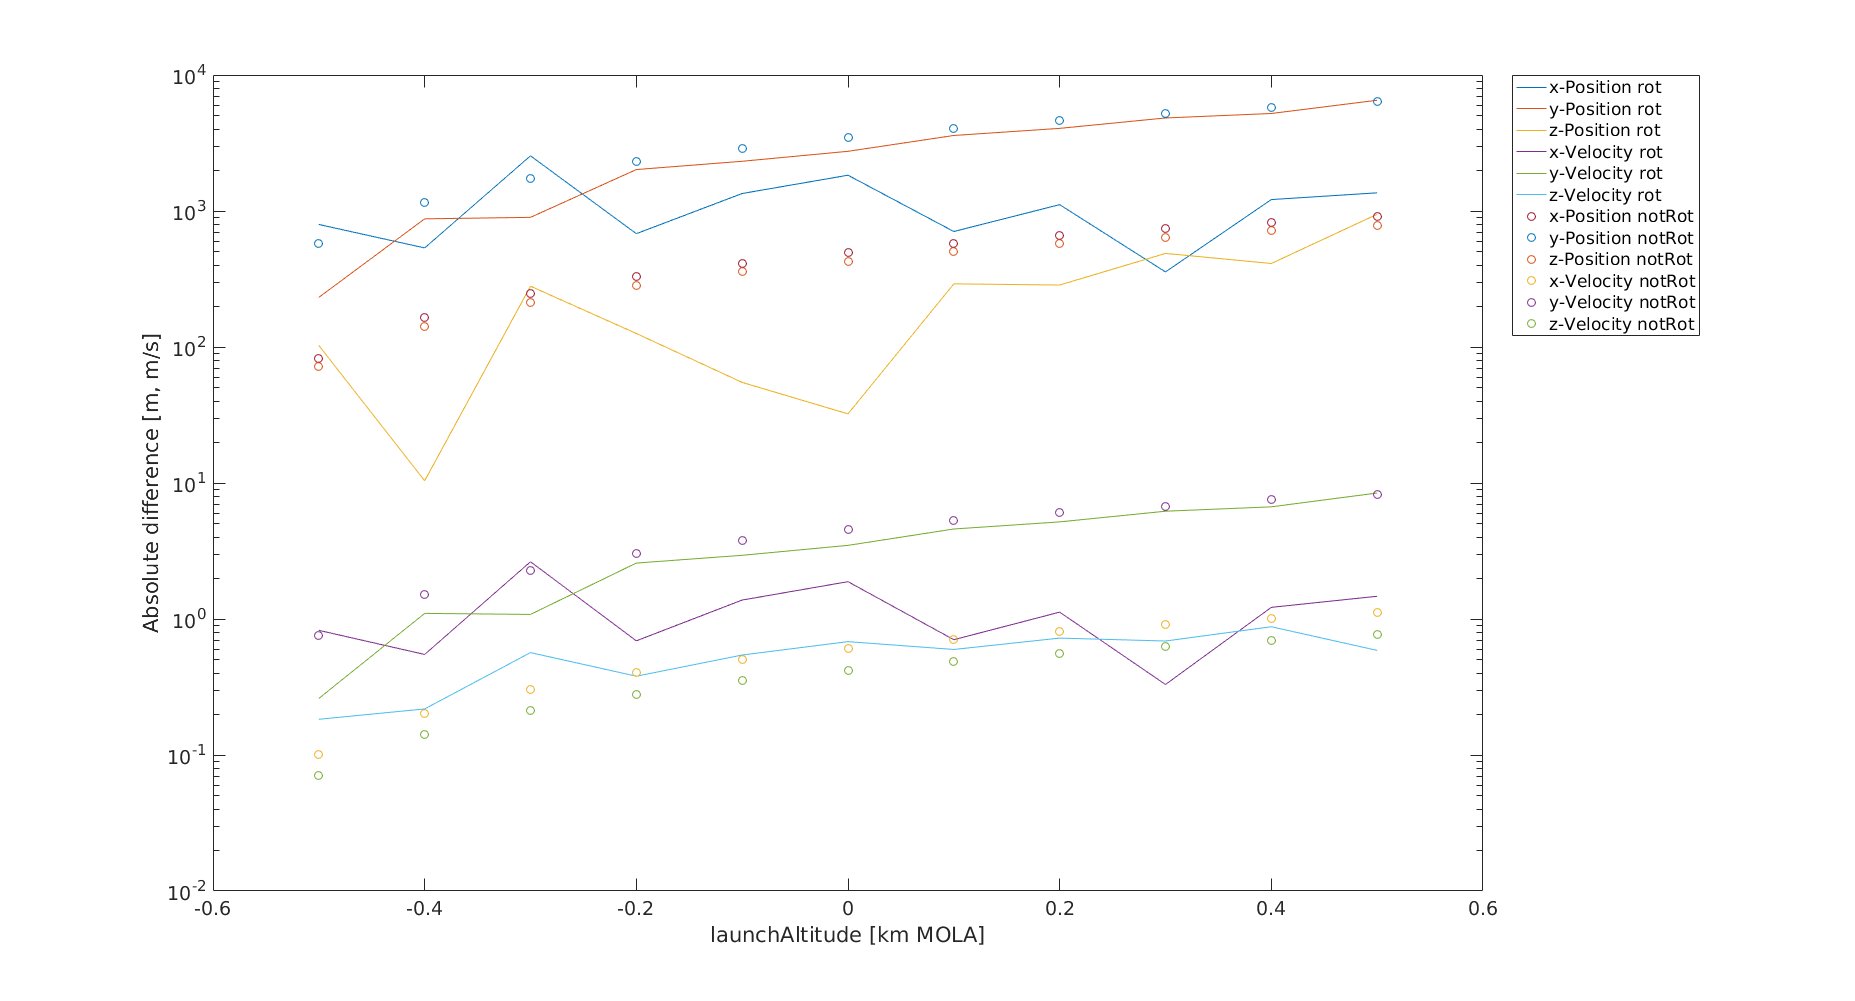 10^4
10^3
10^2
10^1
10^0
10^-1
10^-2
-0.6
-0.4
-0.2
0
0.2
0.4
0.6
launchAltitude [km MOLA]
Absolute difference [m, m/s]
x-Position rot
y-Position rot
z-Position rot
x-Velocity rot
y-Velocity rot
z-Velocity rot
x-Position notRot
y-Position notRot
z-Position notRot
x-Velocity notRot
y-Velocity notRot
z-Velocity notRot